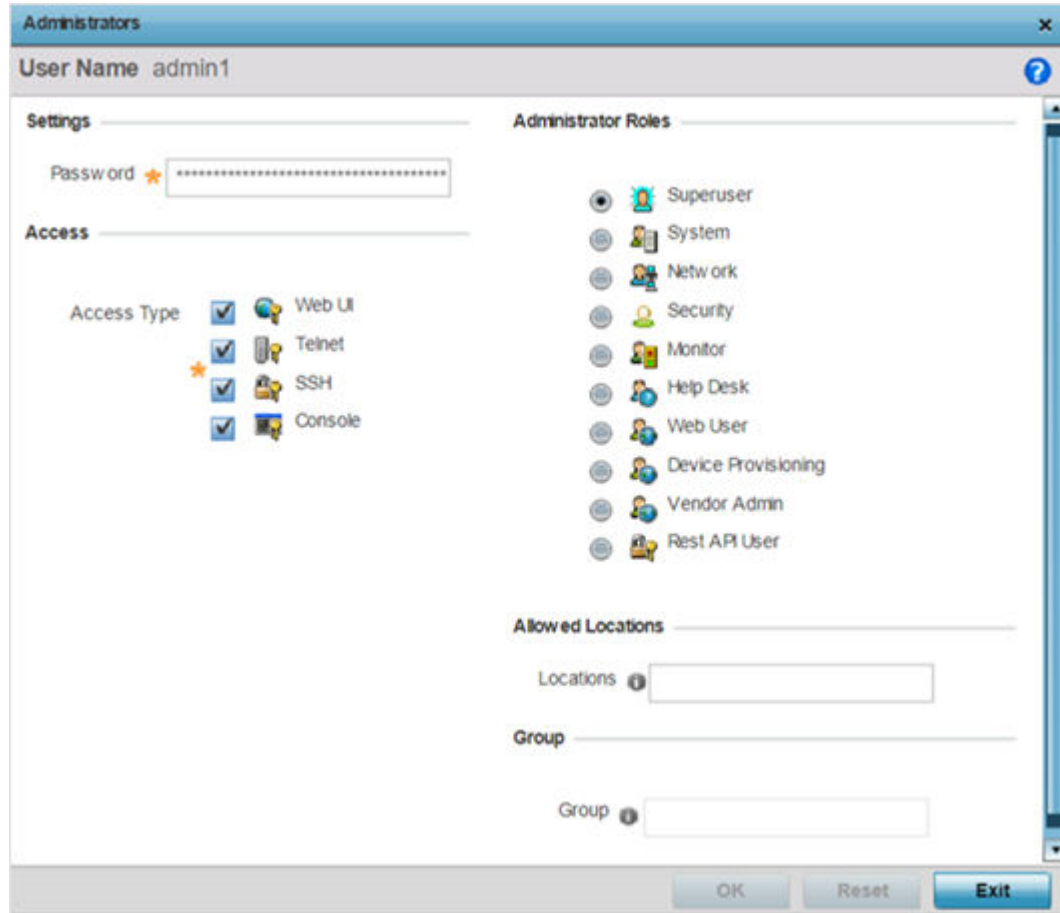 Administrators
User Name admin1
Settings
Password * ************************************
Access
Access Type
Web UI
Telnet
*
SSH
Console
Administrator Roles
Superuser
System
Network
Security
Monitor
Help Desk
Web User
Device Provisioning
Vendor Admin
Rest API User
Allowed Locations
Locations
Group
Group
OK Reset Exit